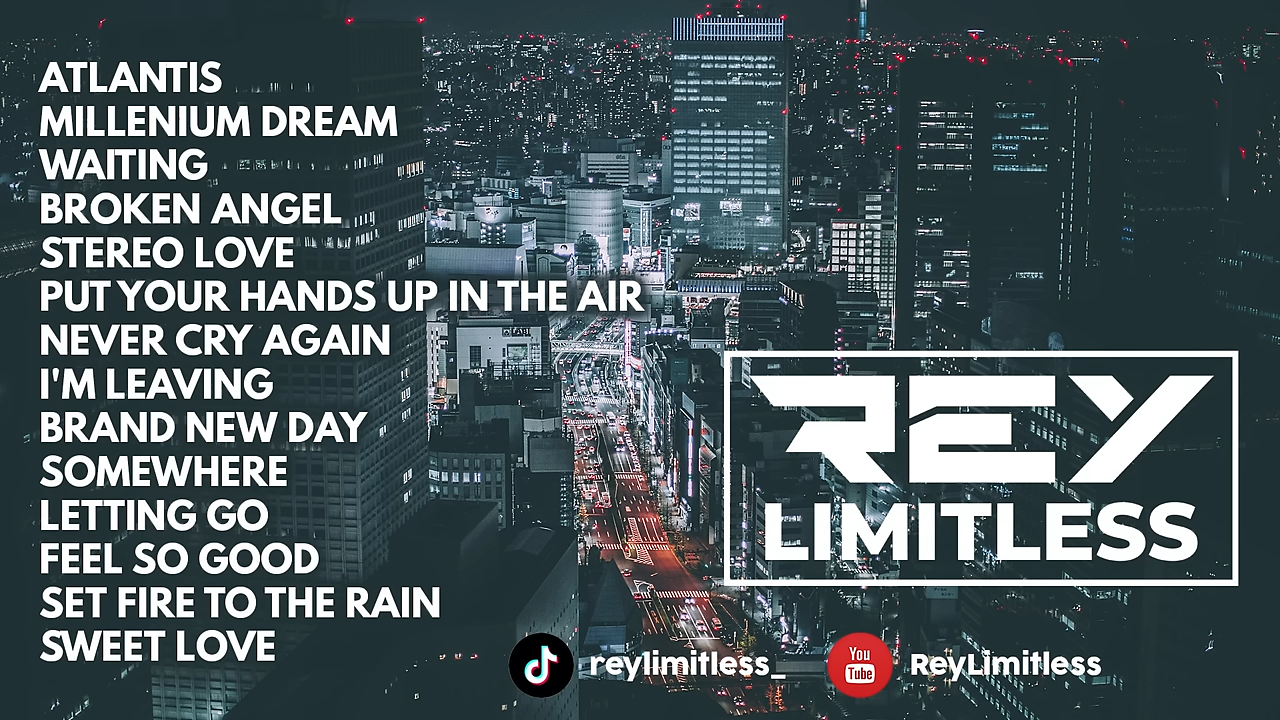 ATLANTIS
MILLENIUM DREAM
WAITING
BROKEN ANGEL
STEREO LOVE
PUT YOUR HANDS UP IN THE AIR
NEVER CRY AGAIN
I'M LEAVING
BRAND NEW DAY
SOMEWHERE
LETTING GO
FEEL SO GOOD
SET FIRE TO THE RAIN
SWEET LOVE
REY
LIMITLESS
reylimitless_
You
Tube
ReyLimitless